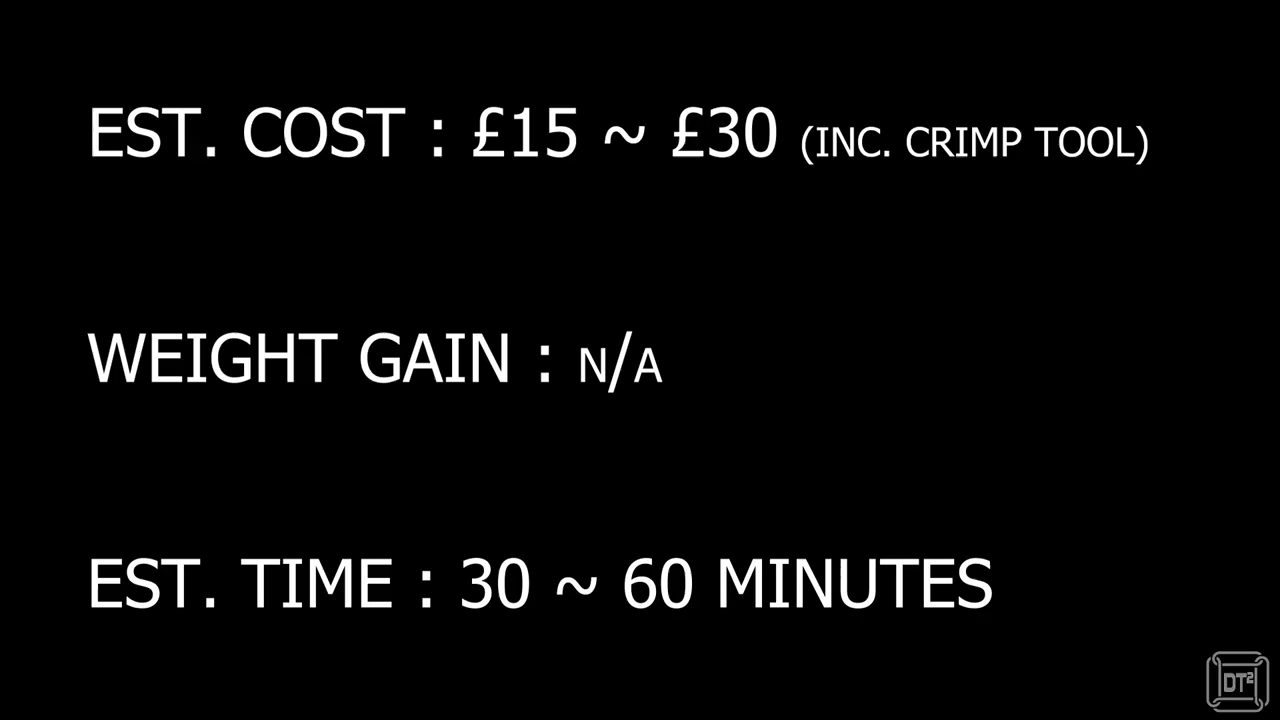 EST. COST : £15 ~ £30 (INC. CRIMP TOOL)
WEIGHT GAIN : N/A
EST. TIME : 30 ~ 60 MINUTES
DT²